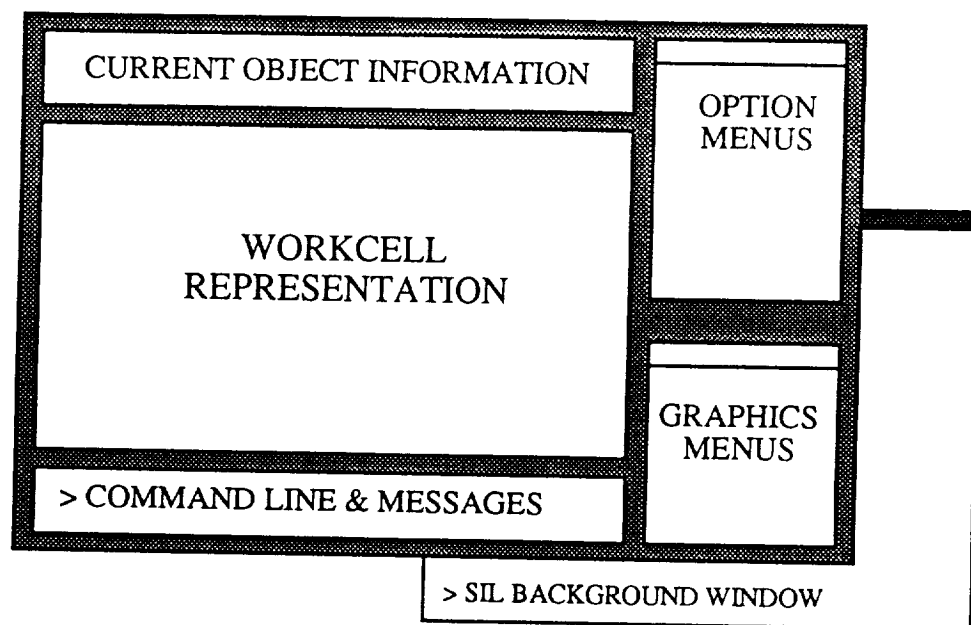 CURRENT OBJECT INFORMATION
OPTION
MENUS
WORKCELL
REPRESENTATION
GRAPHICS
MENUS
> COMMAND LINE & MESSAGES
> SIL BACKGROUND WINDOW